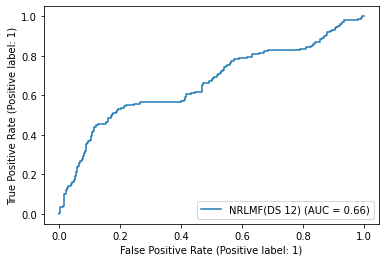 1.0
0.8
0.6
0.4
0.2
0.0
True Positive Rate (Positive label: 1)
NRLMF(DS 12) (AUC = 0.66)
0.0 0.2 0.4 0.6 0.8 1.0
False Positive Rate (Positive label: 1)